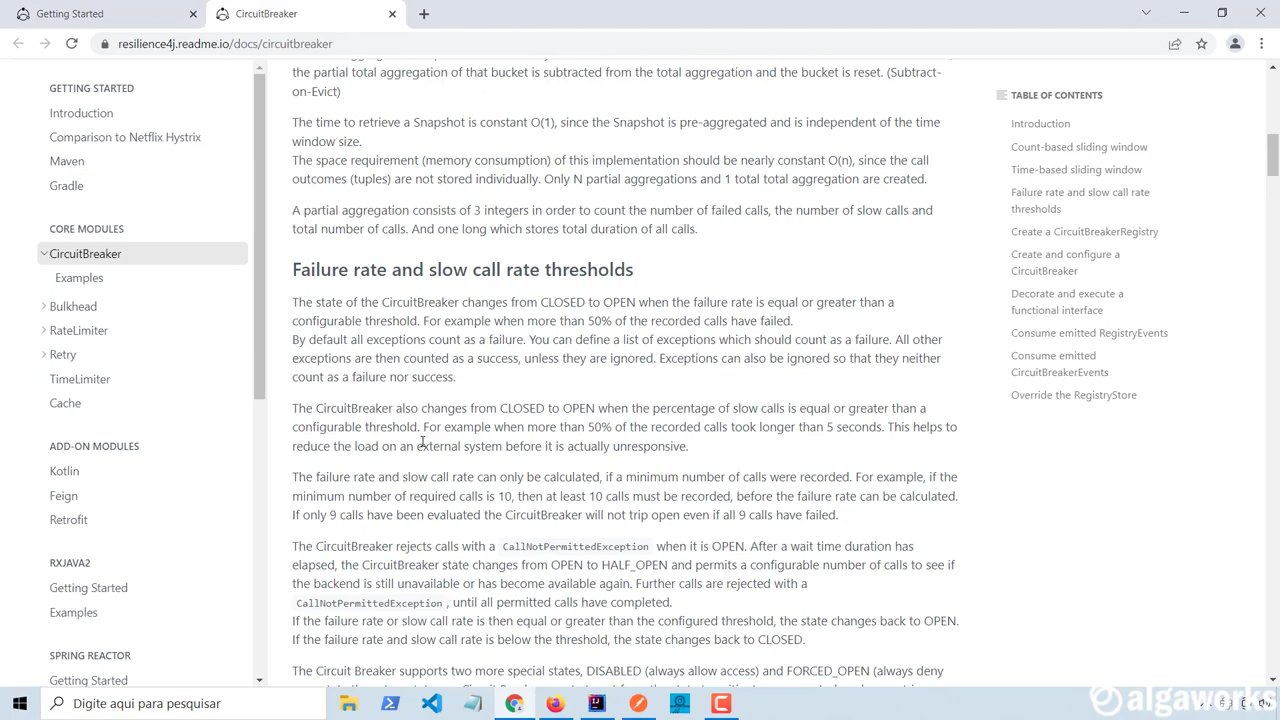 Getting Started
CircuitBreaker
resilience4j.readme.io/docs/circuitbreaker
GETTING STARTED
Introduction
Comparison to Netflix Hystrix
Maven
Gradle
CORE MODULES
CircuitBreaker
Examples
Bulkhead
RateLimiter
Retry
TimeLimiter
Cache
ADD-ON MODULES
Kotlin
Feign
Retrofit
RXJAVA2
Getting Started
Examples
SPRING REACTOR
Getting Started
the partial total aggregation of that bucket is subtracted from the total aggregation and the bucket is reset. (Subtract-
on-Evict)
The time to retrieve a Snapshot is constant O(1), since the Snapshot is pre-aggregated and is independent of the time
window size.
The space requirement (memory consumption) of this implementation should be nearly constant O(n), since the call
outcomes (tuples) are not stored individually. Only N partial aggregations and 1 total total aggregation are created.
A partial aggregation consists of 3 integers in order to count the number of failed calls, the number of slow calls and
total number of calls. And one long which stores total duration of all calls.
Failure rate and slow call rate thresholds
The state of the CircuitBreaker changes from CLOSED to OPEN when the failure rate is equal or greater than a
configurable threshold. For example when more than 50% of the recorded calls have failed.
By default all exceptions count as a failure. You can define a list of exceptions which should count as a failure. All other
exceptions are then counted as a success, unless they are ignored. Exceptions can also be ignored so that they neither
count as a failure nor success.
The CircuitBreaker also changes from CLOSED to OPEN when the percentage of slow calls is equal or greater than a
configurable threshold. For example when more than 50% of the recorded calls took longer than 5 seconds. This helps to
reduce the load on an external system before it is actually unresponsive.
The failure rate and slow call rate can only be calculated, if a minimum number of calls were recorded. For example, if the
minimum number of required calls is 10, then at least 10 calls must be recorded, before the failure rate can be calculated.
If only 9 calls have been evaluated the CircuitBreaker will not trip open even if all 9 calls have failed.
The CircuitBreaker rejects calls with a CallNotPermittedException when it is OPEN. After a wait time duration has
elapsed, the CircuitBreaker state changes from OPEN to HALF_OPEN and permits a configurable number of calls to see if
the backend is still unavailable or has become available again. Further calls are rejected with a
CallNotPermittedException, until all permitted calls have completed.
If the failure rate or slow call rate is then equal or greater than the configured threshold, the state changes back to OPEN.
If the failure rate and slow call rate is below the threshold, the state changes back to CLOSED.
The Circuit Breaker supports two more special states, DISABLED (always allow access) and FORCED_OPEN (always deny
TABLE OF CONTENTS
Introduction
Count-based sliding window
Time-based sliding window
Failure rate and slow call rate
thresholds
Create a CircuitBreakerRegistry
Create and configure a
CircuitBreaker
Decorate and execute a
functional interface
Consume emitted RegistryEvents
Consume emitted
CircuitBreakerEvents
Override the RegistryStore
Digite aqui para pesquisar
algaworks